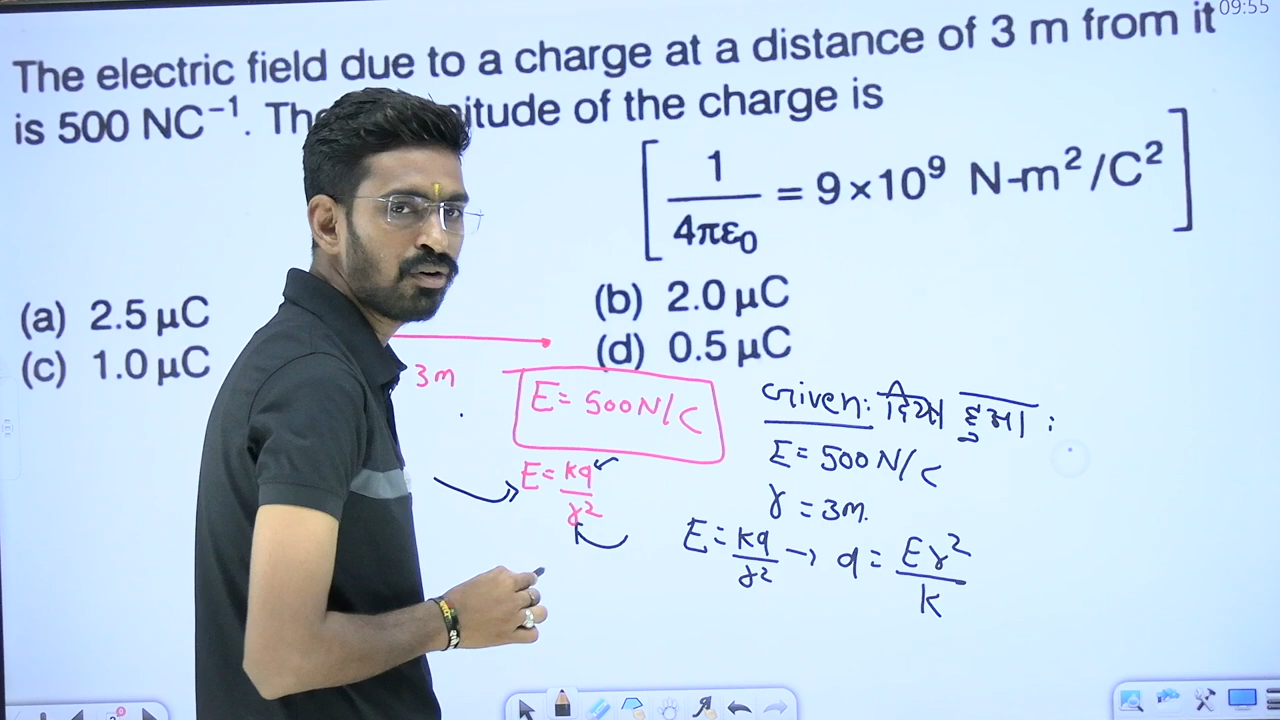 09:55
The electric field due to a charge at a distance of 3 m from it
is 500 NC⁻¹. The itude of the charge is
[1/4πε₀ = 9×10⁹ N-m²/C²]
(a) 2.5 μC (b) 2.0 μC
(c) 1.0 μC (d) 0.5 μC
3m
E = 500 N/C
E = kq/r²
Given: दिया हुआ :
E = 500 N/C
r = 3m.
E = kq/r² → q = Er²/k